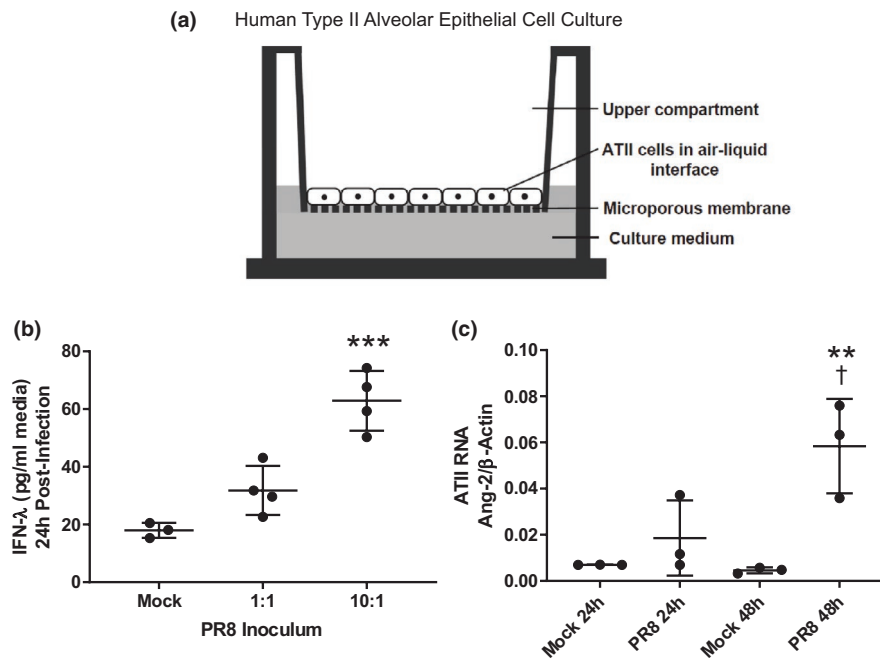 (a) Human Type II Alveolar Epithelial Cell Culture
Upper compartment
ATII cells in air-liquid
interface
Microporous membrane
Culture medium
(b)
IFN-λ (pg/ml media)
24h Post-Infection
80
60
40
20
0
***
Mock
1:1
10:1
PR8 Inoculum
(c)
ATII RNA
Ang-2/β-Actin
0.10
0.08
0.06
0.04
0.02
0.00
**
†
Mock 24h
PR8 24h
Mock 48h
PR8 48h